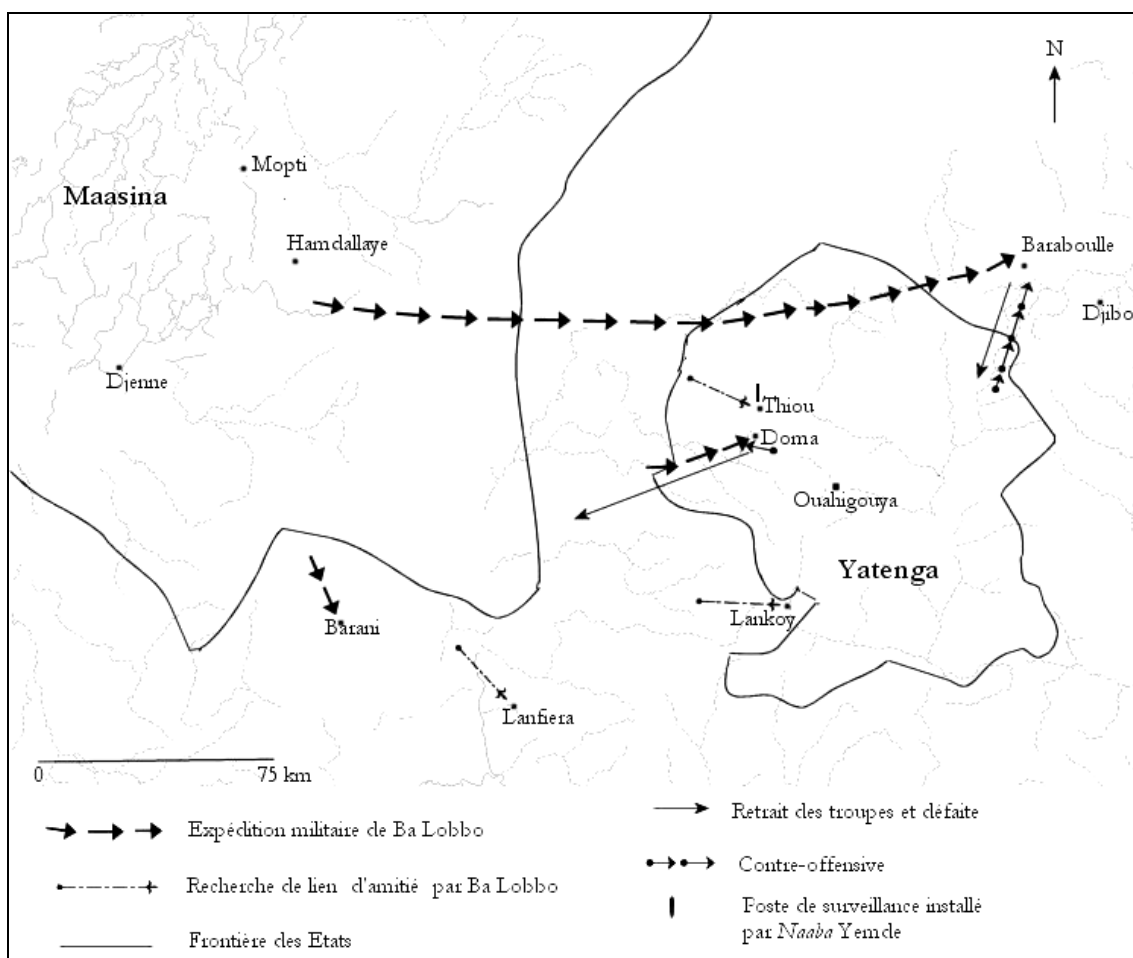 N
Mopti
Maasina
Hamdallaye
Baraboulle
Djibo
Djenne
Thiou
Doma
Ouahigouya
Yatenga
Lankoy
Barani
Lanfiera
0 75 km
Expédition militaire de Ba Lobbo
Recherche de lien d'amitié par Ba Lobbo
Frontière des Etats
Retrait des troupes et défaite
Contre-offensive
Poste de surveillance installé
par Naaba Yemde